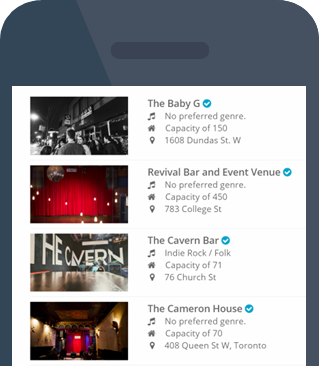 The Baby G
No preferred genre.
Capacity of 150
1608 Dundas St. W
Revival Bar and Event Venue
No preferred genre.
Capacity of 450
783 College St
THE CAVERN
The Cavern Bar
Indie Rock / Folk
Capacity of 71
76 Church St
The Cameron House
No preferred genre.
Capacity of 70
408 Queen St W, Toronto